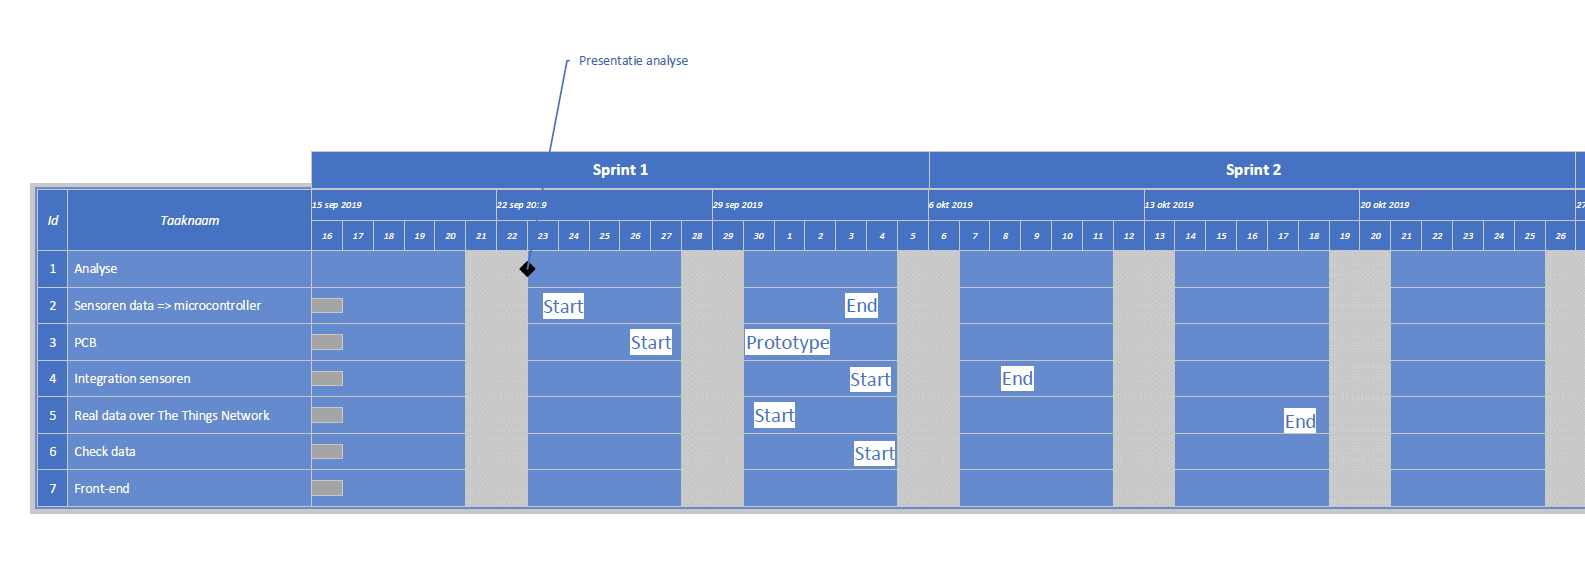 Presentatie analyse
Sprint 1 Sprint 2
Id Taaknaam 15 sep 2019 22 sep 2019 29 sep 2019 6 okt 2019 13 okt 2019 20 okt 2019 27
16 17 18 19 20 21 22 23 24 25 26 27 28 29 30 1 2 3 4 5 6 7 8 9 10 11 12 13 14 15 16 17 18 19 20 21 22 23 24 25 26
1 Analyse
2 Sensoren data => microcontroller Start End
3 PCB Start Prototype
4 Integration sensoren Start End
5 Real data over The Things Network Start End
6 Check data Start
7 Front-end